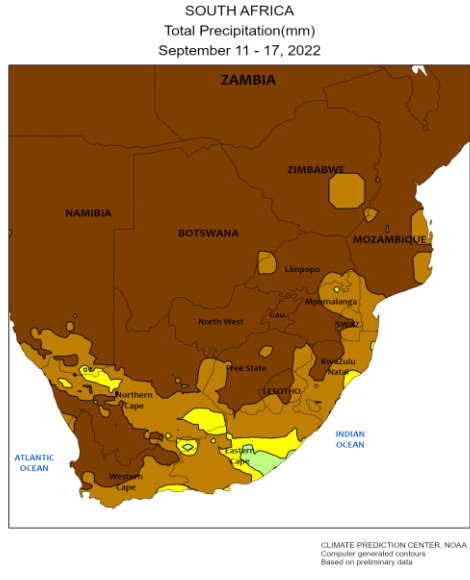 SOUTH AFRICA
Total Precipitation(mm)
September 11 - 17, 2022
ZAMBIA
ZIMBABWE
NAMIBIA
BOTSWANA
MOZAMBIQUE
Limpopo
Mpumalanga
North West
Gau.
SWAZ.
Free State
Kwazulu
Natal
LESOTHO
Northern
Cape
INDIAN
OCEAN
Eastern
Cape
ATLANTIC
OCEAN
Western
Cape
CLIMATE PREDICTION CENTER, NOAA
Computer generated contours
Based on preliminary data